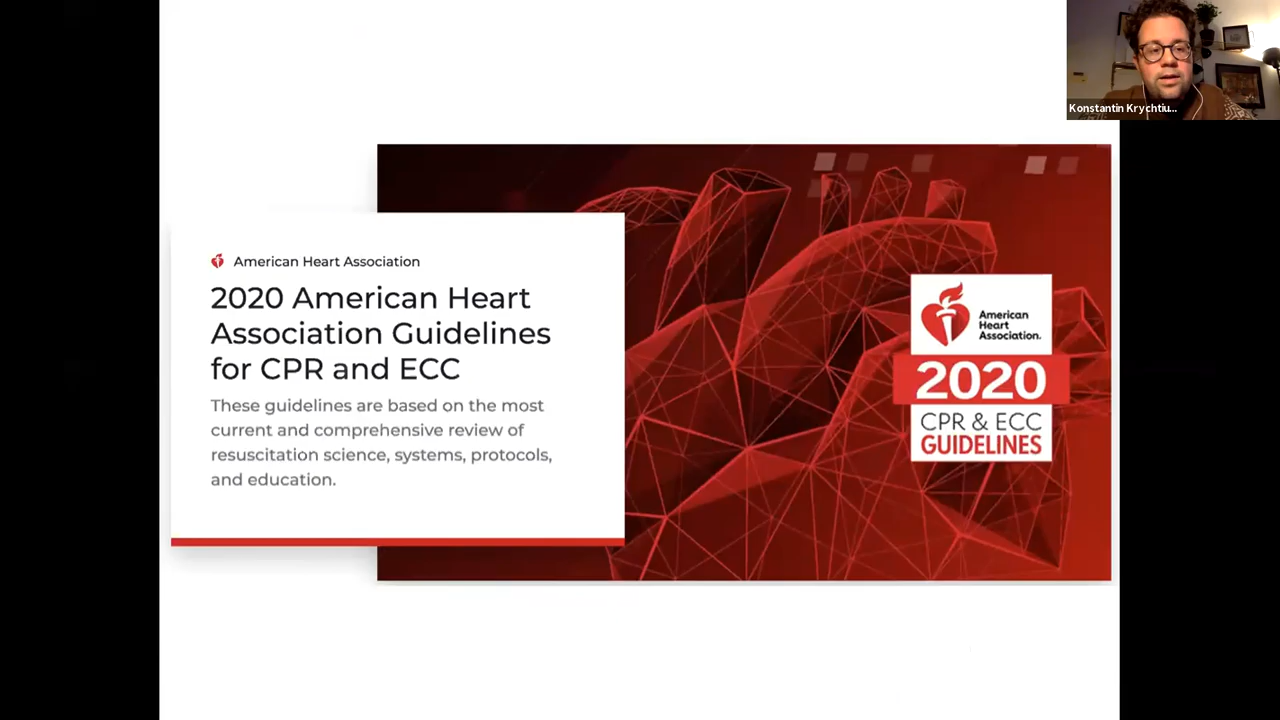 Konstantin Krychtiu...
American Heart Association
2020 American Heart
Association Guidelines
for CPR and ECC
These guidelines are based on the most
current and comprehensive review of
resuscitation science, systems, protocols,
and education.
American
Heart
Association.
2020
CPR & ECC
GUIDELINES